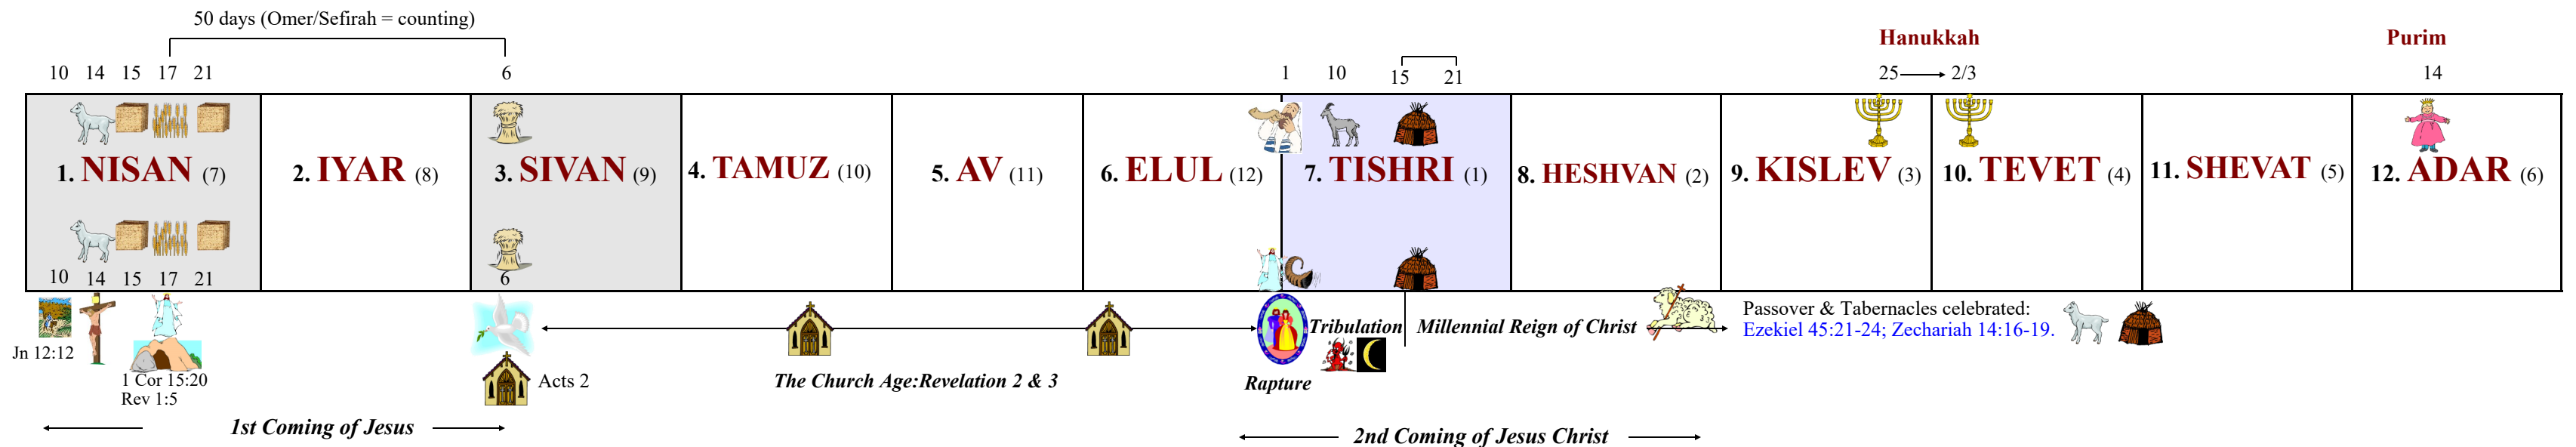 50 days (Omer/Sefirah = counting)
Hanukkah
Purim
10 14 15 17 21
6
1 10 15 21
25 2/3
14
1. NISAN (7)
2. IYAR (8)
3. SIVAN (9)
4. TAMUZ (10)
5. AV (11)
6. ELUL (12)
7. TISHRI (1)
8. HESHVAN (2)
9. KISLEV (3)
10. TEVET (4)
11. SHEVAT (5)
12. ADAR (6)
10 14 15 17 21
6
Jn 12:12
1 Cor 15:20
Rev 1:5
Acts 2
The Church Age:Revelation 2 & 3
Rapture
Tribulation
Millennial Reign of Christ
Passover & Tabernacles celebrated:
Ezekiel 45:21-24; Zechariah 14:16-19.
1st Coming of Jesus
2nd Coming of Jesus Christ